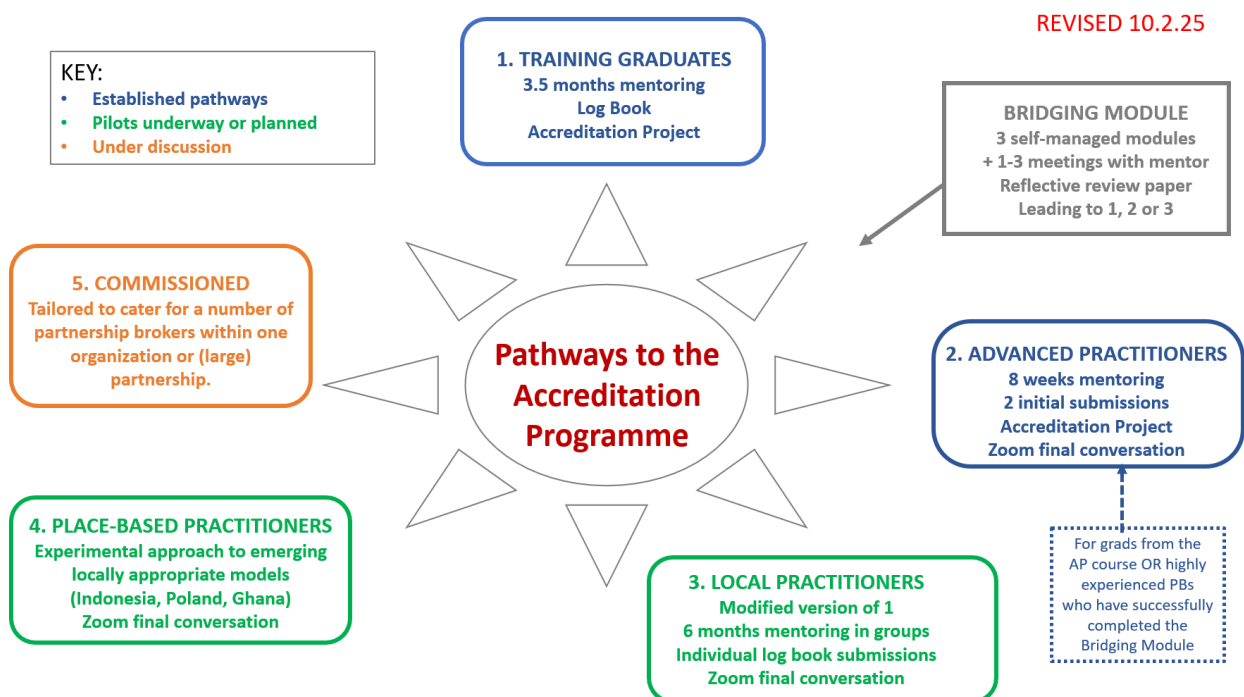 REVISED 10.2.25
KEY:
• Established pathways
• Pilots underway or planned
• Under discussion
1. TRAINING GRADUATES
3.5 months mentoring
Log Book
Accreditation Project
BRIDGING MODULE
3 self-managed modules
+ 1-3 meetings with mentor
Reflective review paper
Leading to 1, 2 or 3
5. COMMISSIONED
Tailored to cater for a number of
partnership brokers within one
organization or (large)
partnership.
Pathways to the
Accreditation
Programme
2. ADVANCED PRACTITIONERS
8 weeks mentoring
2 initial submissions
Accreditation Project
Zoom final conversation
For grads from the
AP course OR highly
experienced PBs
who have successfully
completed the
Bridging Module
4. PLACE-BASED PRACTITIONERS
Experimental approach to emerging
locally appropriate models
(Indonesia, Poland, Ghana)
Zoom final conversation
3. LOCAL PRACTITIONERS
Modified version of 1
6 months mentoring in groups
Individual log book submissions
Zoom final conversation